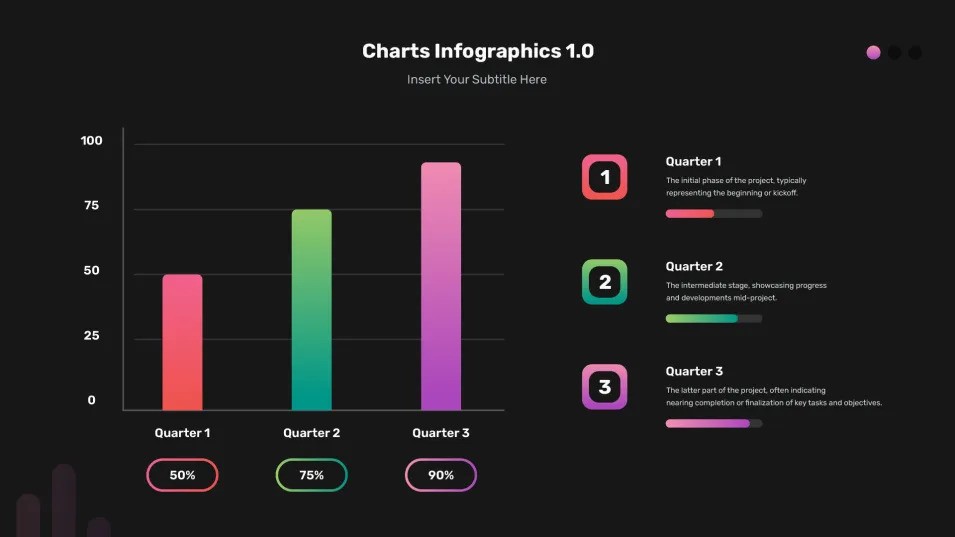 Charts Infographics 1.0
Insert Your Subtitle Here
100
75
50
25
0
Quarter 1
Quarter 2
Quarter 3
50%
75%
90%
1
Quarter 1
The initial phase of the project, typically
representing the beginning or kickoff.
2
Quarter 2
The intermediate stage, showcasing progress
and developments mid-project.
3
Quarter 3
The latter part of the project, often indicating
nearing completion or finalization of key tasks and objectives.